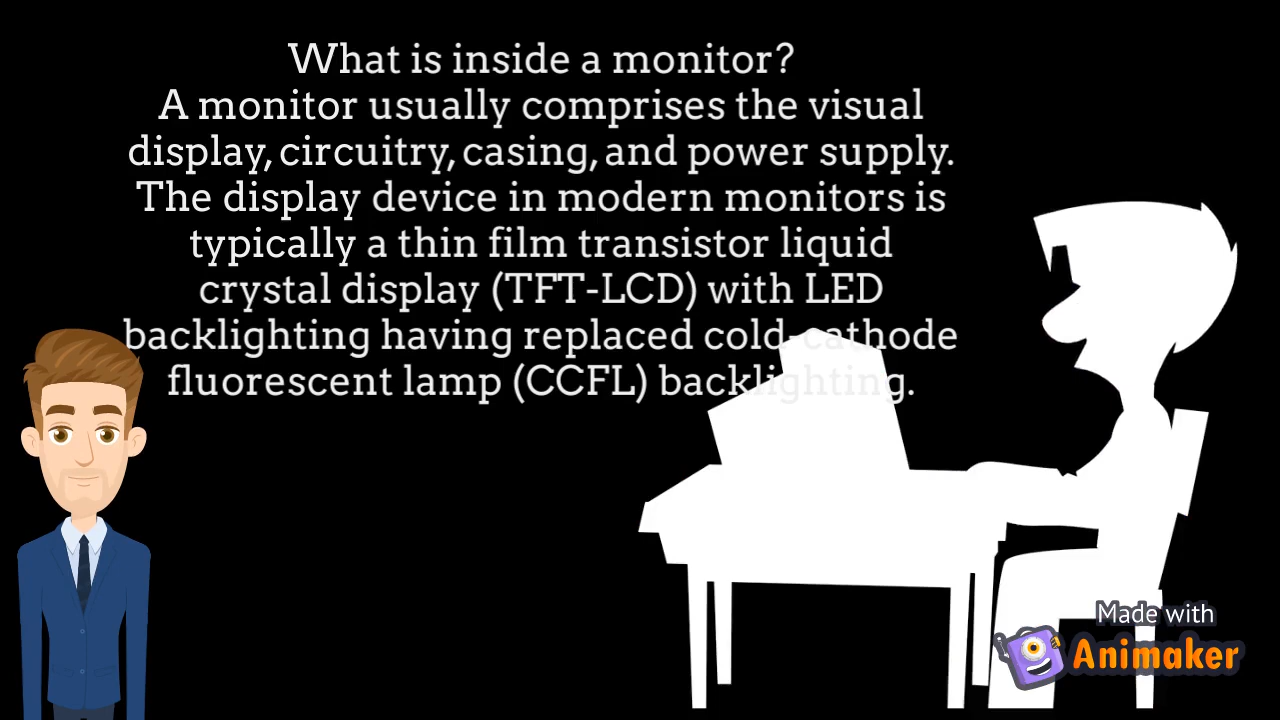 What is inside a monitor?
A monitor usually comprises the visual
display, circuitry, casing, and power supply.
The display device in modern monitors is
typically a thin film transistor liquid
crystal display (TFT-LCD) with LED
backlighting having replaced cold-cathode
fluorescent lamp (CCFL) backlighting.
Made with
Animaker